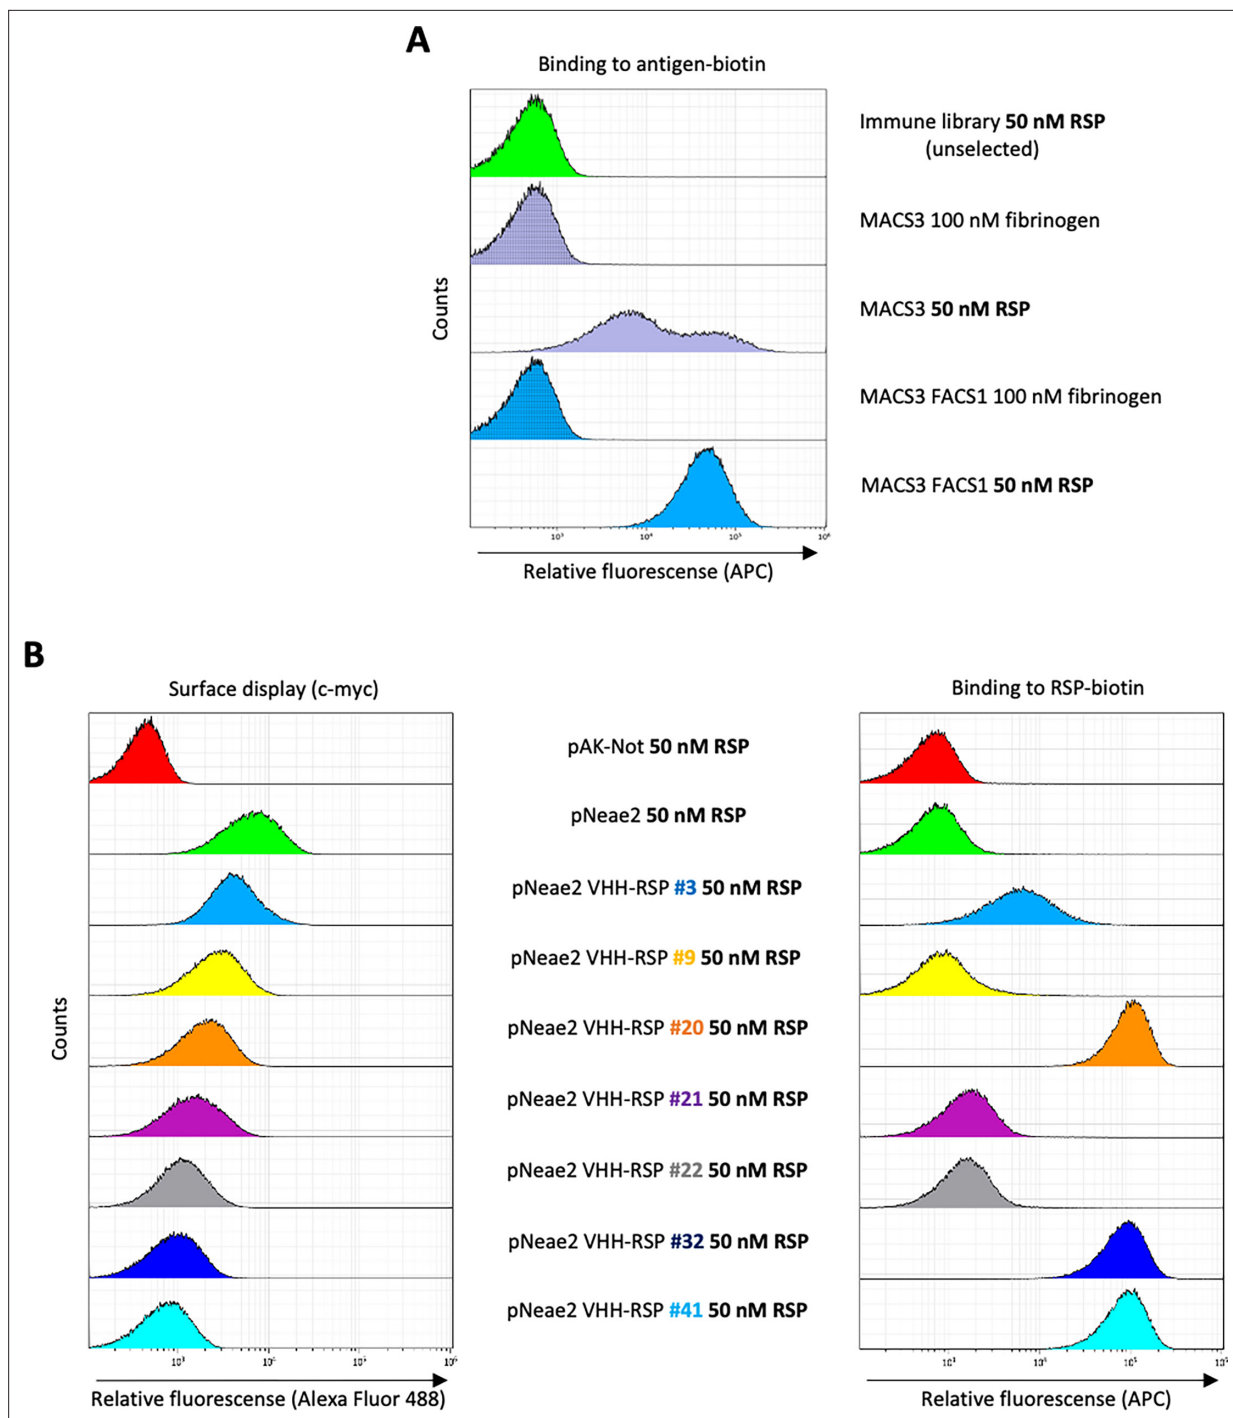 A
Binding to antigen-biotin
Immune library 50 nM RSP
(unselected)
MACS3 100 nM fibrinogen
MACS3 50 nM RSP
MACS3 FACS1 100 nM fibrinogen
MACS3 FACS1 50 nM RSP
Counts
10³ 10⁴ 10⁵ 10⁶
Relative fluorescense (APC)
B
Surface display (c-myc)
Binding to RSP-biotin
pAK-Not 50 nM RSP
pNeae2 50 nM RSP
pNeae2 VHH-RSP #3 50 nM RSP
pNeae2 VHH-RSP #9 50 nM RSP
pNeae2 VHH-RSP #20 50 nM RSP
pNeae2 VHH-RSP #21 50 nM RSP
pNeae2 VHH-RSP #22 50 nM RSP
pNeae2 VHH-RSP #32 50 nM RSP
pNeae2 VHH-RSP #41 50 nM RSP
Counts
Relative fluorescense (Alexa Fluor 488)
Relative fluorescense (APC)